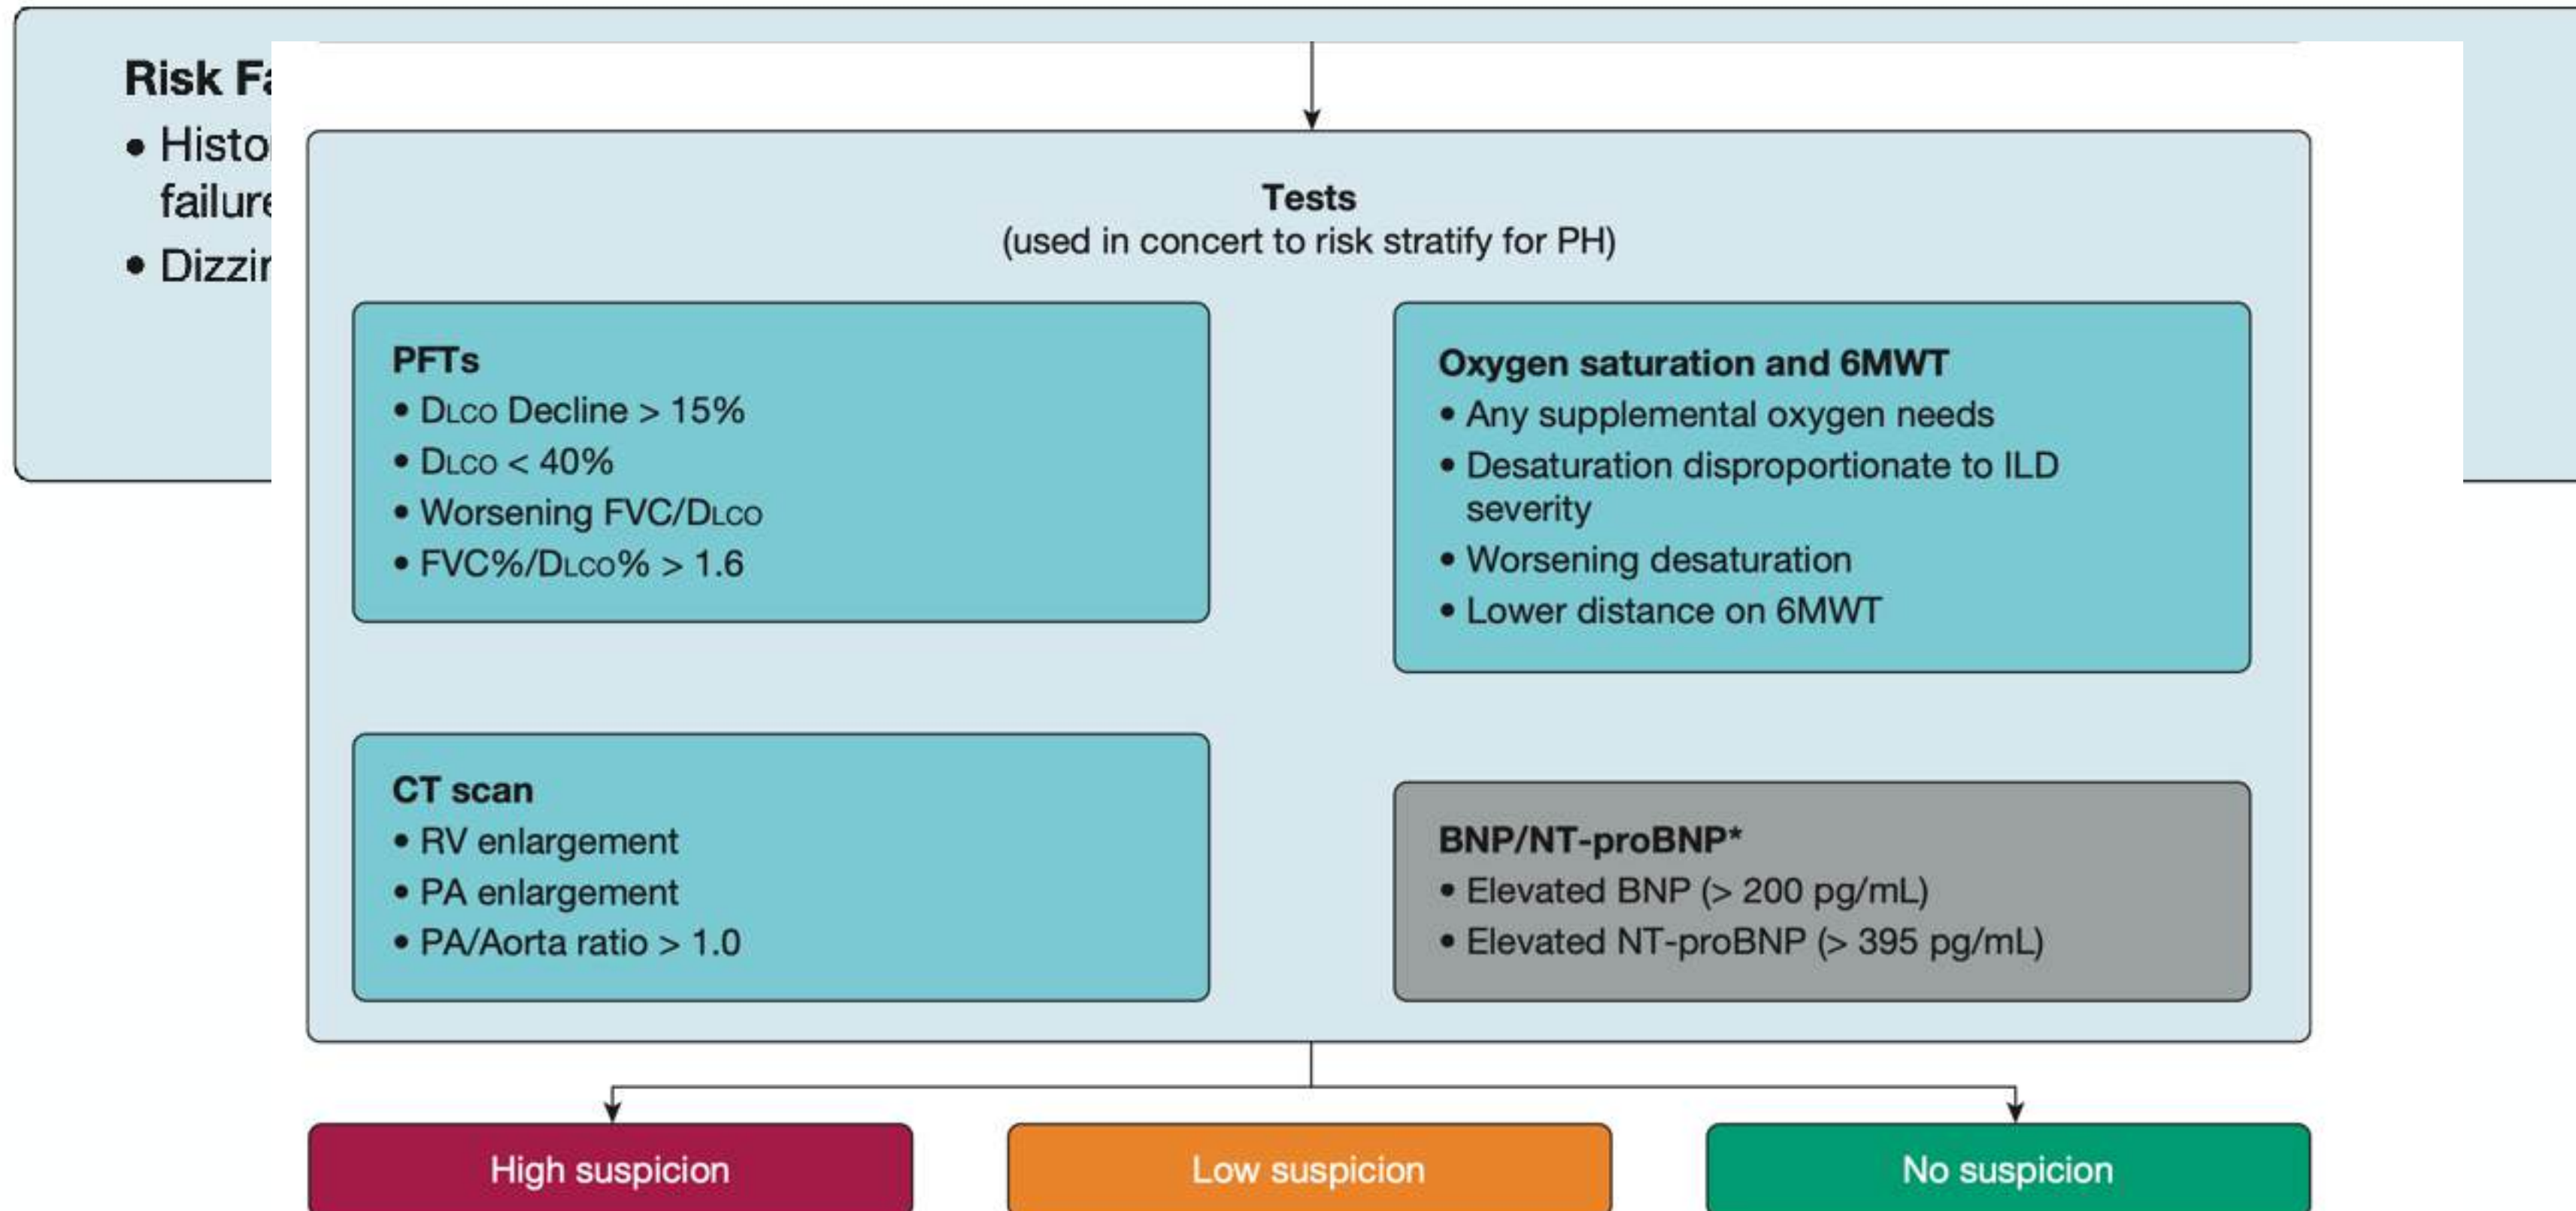 Risk
failure
Tests
(used in concert to risk stratify for PH)
PFTs
• DLCO Decline > 15%
• DLCO < 40%
• Worsening FVC/DLCO
• FVC%/DLCO% > 1.6
Oxygen saturation and 6MWT
• Any supplemental oxygen needs
• Desaturation disproportionate to ILD
severity
• Worsening desaturation
• Lower distance on 6MWT
CT scan
• RV enlargement
• PA enlargement
• PA/Aorta ratio > 1.0
BNP/NT-proBNP*
• Elevated BNP (> 200 pg/mL)
• Elevated NT-proBNP (> 395 pg/mL)
High suspicion
Low suspicion
No suspicion